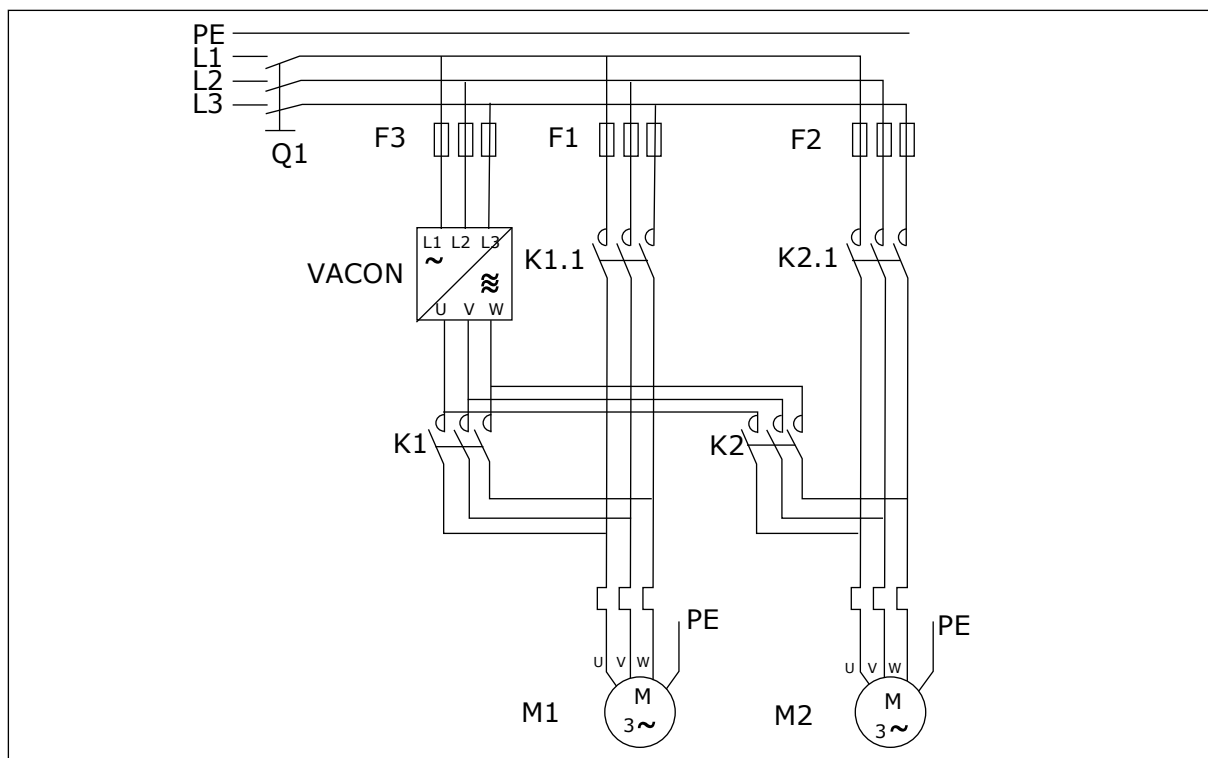 PE
L1
L2
L3
Q1
F3
F1
F2
L1 L2 L3
~
VACON
≋
U V W
K1.1
K2.1
K1
K2
PE
PE
U V W
U V W
M1
M
3~
M2
M
3~